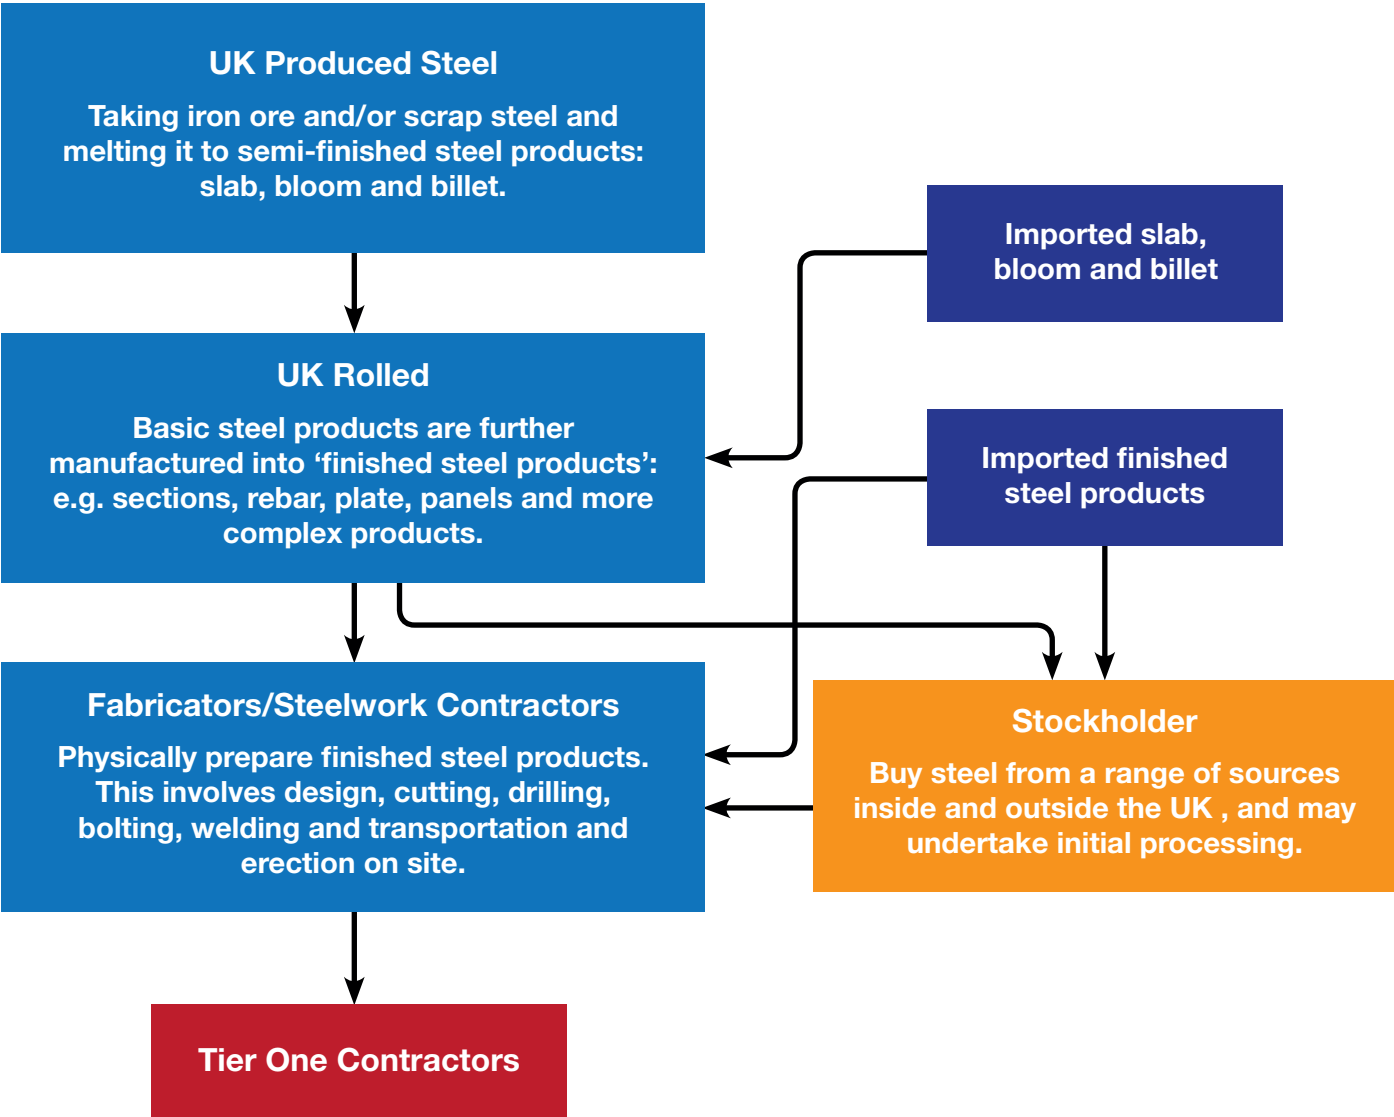 UK Produced Steel
Taking iron ore and/or scrap steel and
melting it to semi-finished steel products:
slab, bloom and billet.
Imported slab,
bloom and billet
UK Rolled
Basic steel products are further
manufactured into ‘finished steel products’:
e.g. sections, rebar, plate, panels and more
complex products.
Imported finished
steel products
Fabricators/Steelwork Contractors
Physically prepare finished steel products.
This involves design, cutting, drilling,
bolting, welding and transportation and
erection on site.
Stockholder
Buy steel from a range of sources
inside and outside the UK , and may
undertake initial processing.
Tier One Contractors